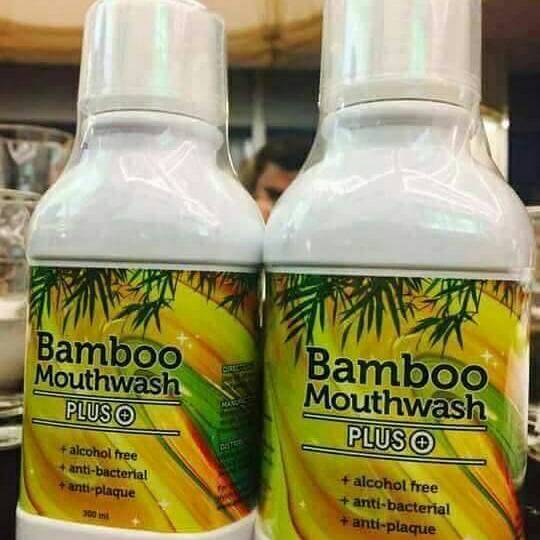 Bamboo
Mouthwash
PLUS +
+ alcohol free
+ anti-bacterial
+ anti-plaque
300 ml
Bamboo
Mouthwash
PLUS +
+ alcohol free
+ anti-bacterial
+ anti-plaque